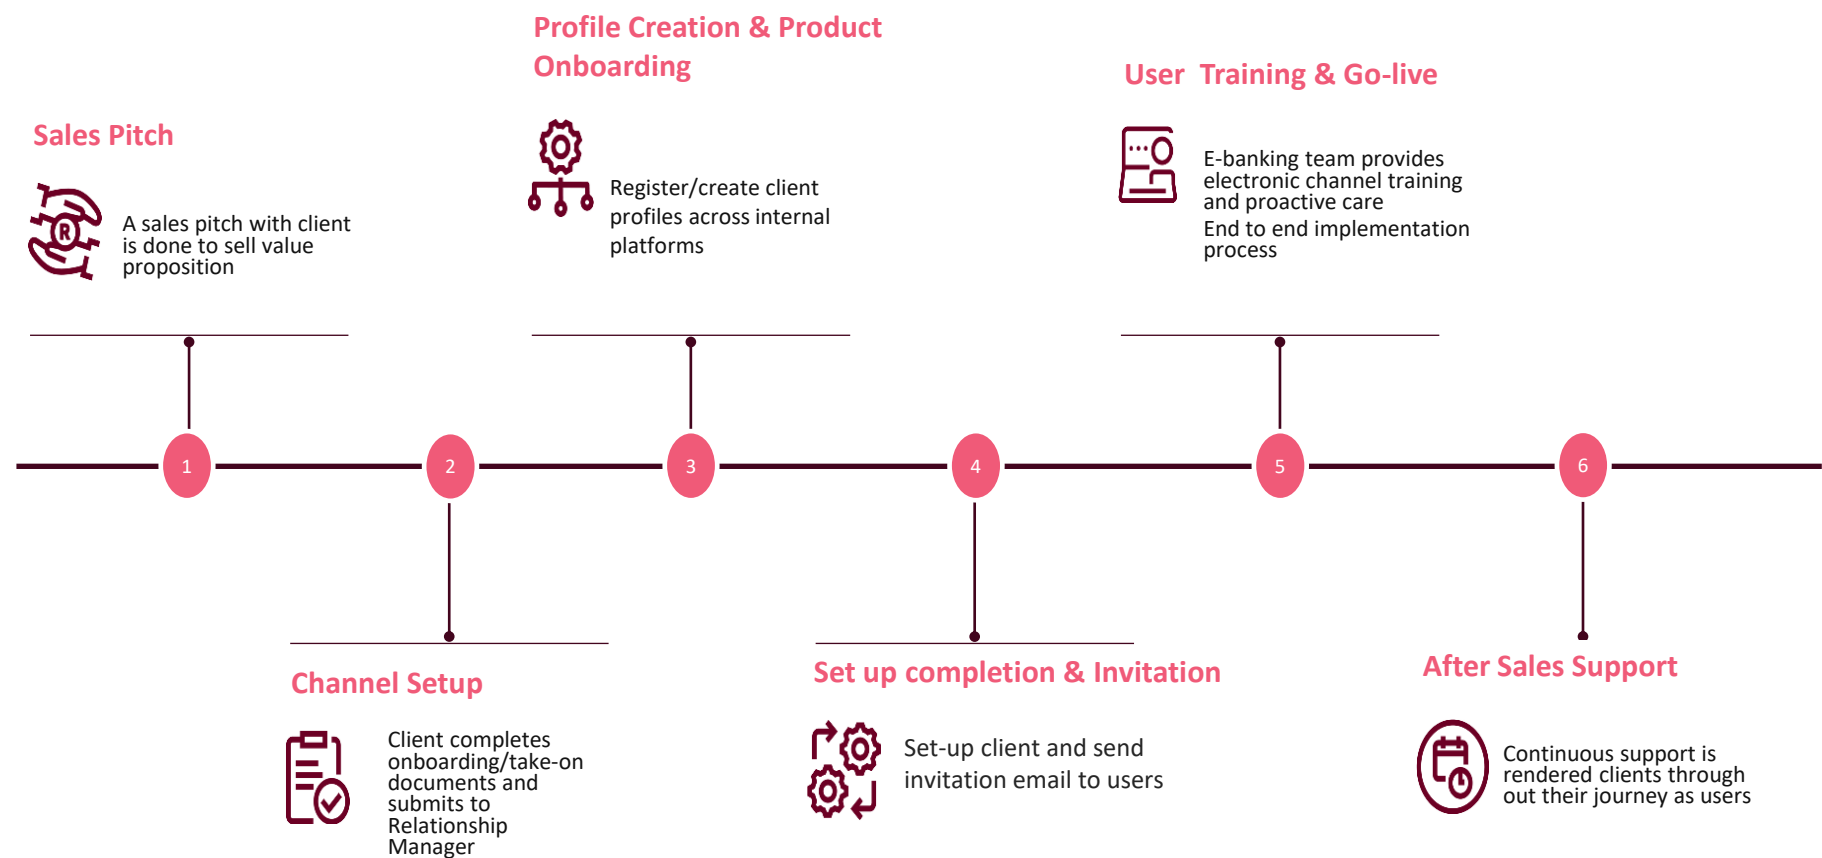 Sales Pitch
A sales pitch with client
is done to sell value
proposition
1
Channel Setup
Client completes
onboarding/take-on
documents and
submits to
Relationship
Manager
2
Profile Creation & Product
Onboarding
Register/create client
profiles across internal
platforms
3
Set up completion & Invitation
Set-up client and send
invitation email to users
4
User Training & Go-live
E-banking team provides
electronic channel training
and proactive care
End to end implementation
process
5
After Sales Support
Continuous support is
rendered clients through
out their journey as users
6
R